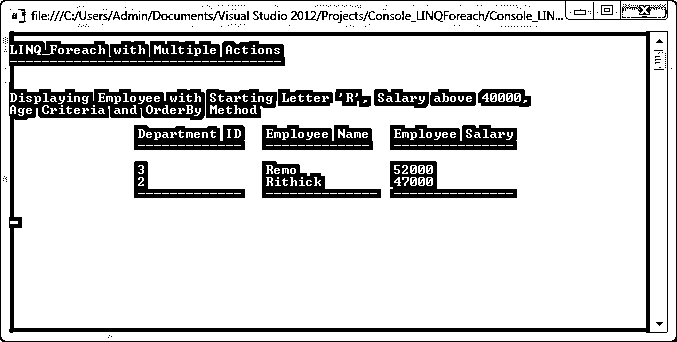 file:///C:/Users/Admin/Documents/Visual Studio 2012/Projects/Console_LINQForeach/Console_LIN...
LINQ_Foreach with Multiple Actions
Displaying Employee with Starting Letter 'R', Salary above 40000,
Age Criteria and OrderBy Method
Department ID Employee Name Employee Salary
3 Remo 52000
2 Rithick 47000